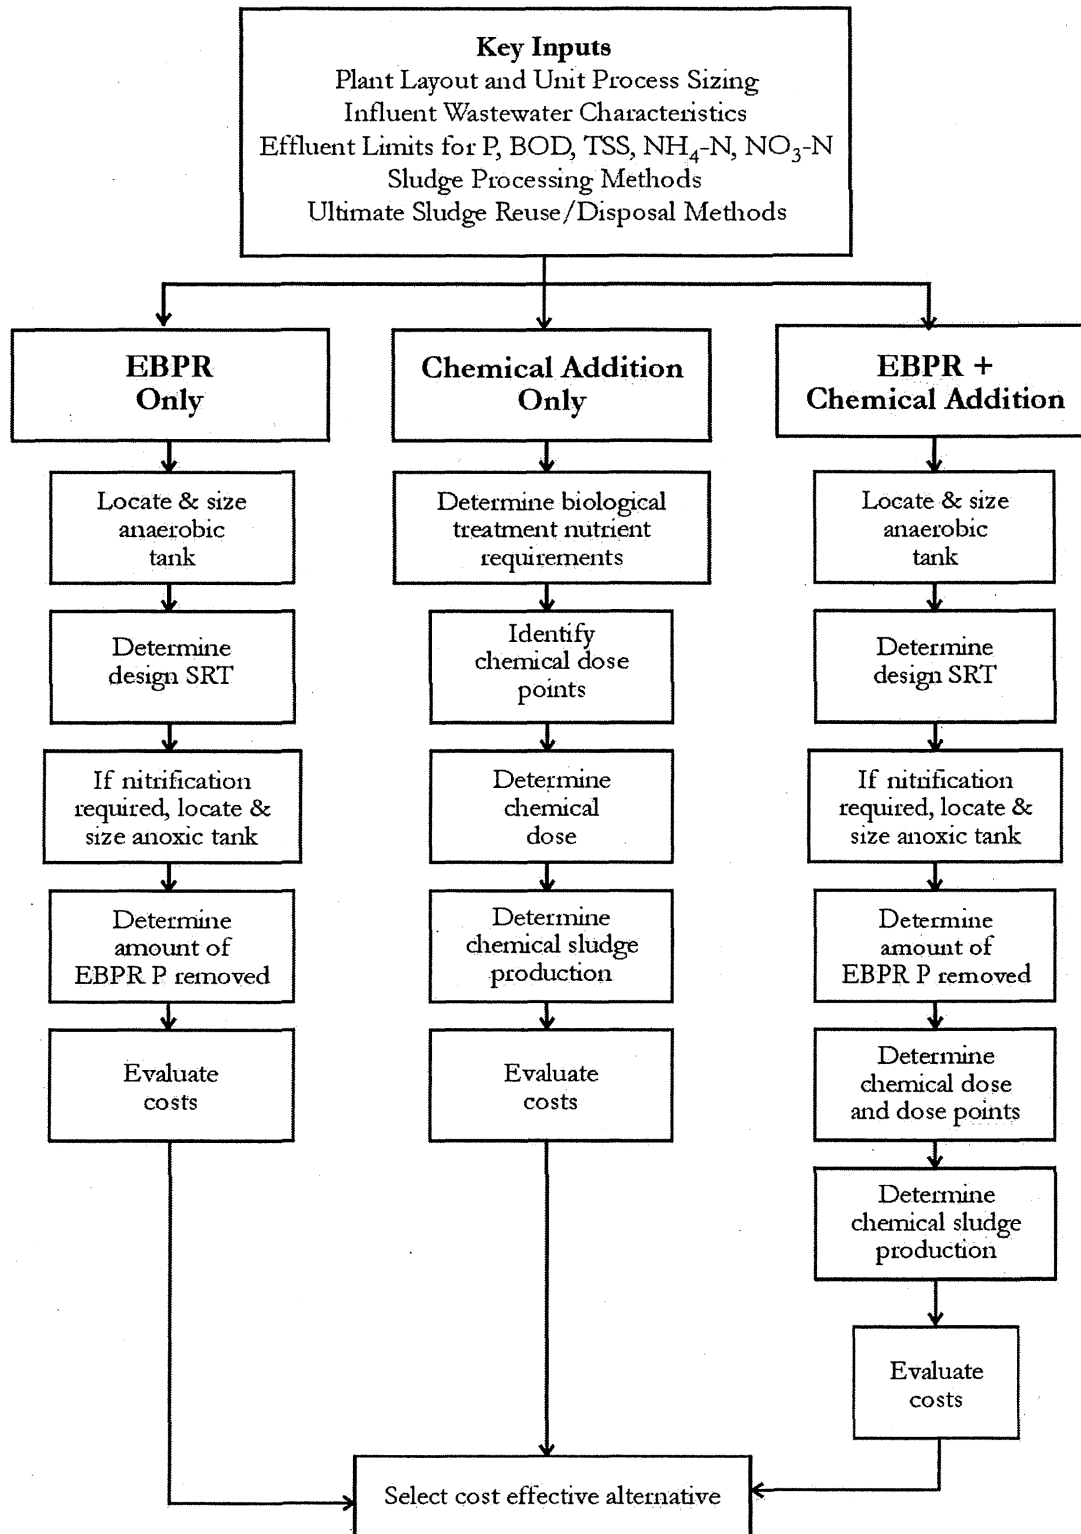 Key Inputs
Plant Layout and Unit Process Sizing
Influent Wastewater Characteristics
Effluent Limits for P, BOD, TSS, NH₄-N, NO₃-N
Sludge Processing Methods
Ultimate Sludge Reuse/Disposal Methods
EBPR
Only
Locate & size
anaerobic
tank
Determine
design SRT
If nitrification
required, locate &
size anoxic tank
Determine
amount of
EBPR P removed
Evaluate
costs
Chemical Addition
Only
Determine biological
treatment nutrient
requirements
Identify
chemical dose
points
Determine
chemical
dose
Determine
chemical sludge
production
Evaluate
costs
EBPR +
Chemical Addition
Locate & size
anaerobic
tank
Determine
design SRT
If nitrification
required, locate &
size anoxic tank
Determine
amount of
EBPR P removed
Determine
chemical dose
and dose points
Determine
chemical sludge
production
Evaluate
costs
Select cost effective alternative